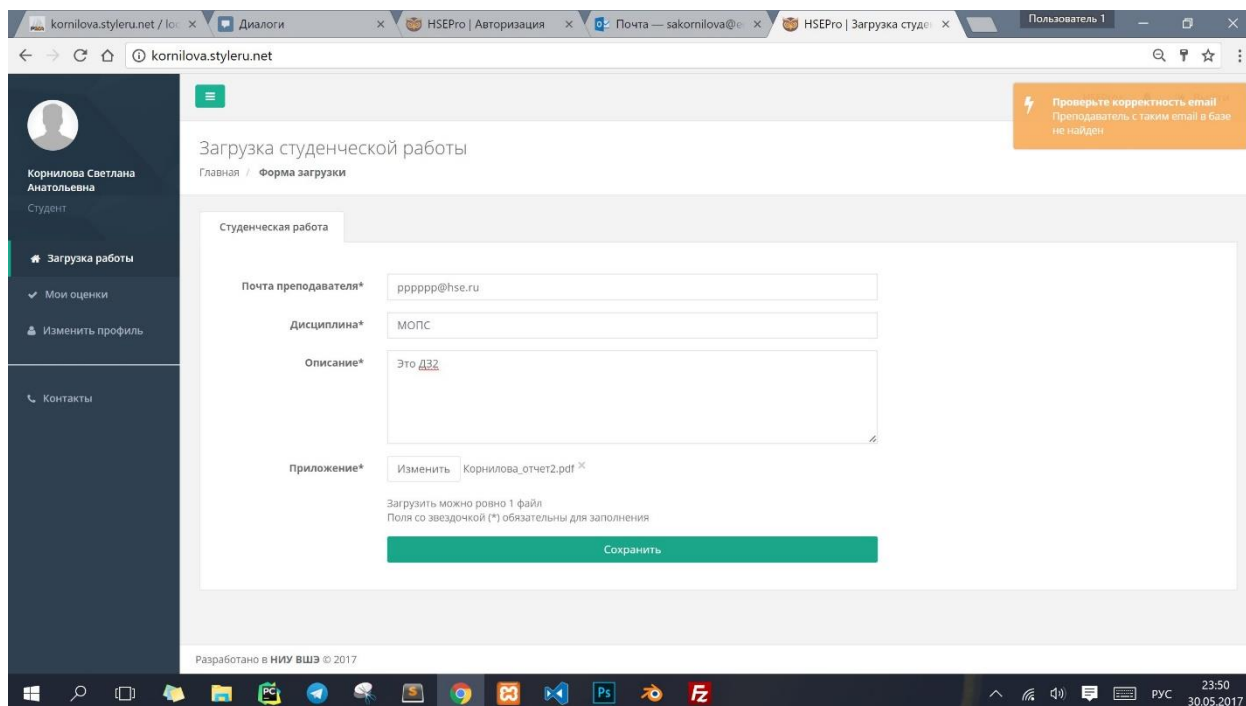 kornilova.styleru.net / loc
Диалоги
HSEPro | Авторизация
Почта — sakornilova@e
HSEPro | Загрузка студе
Пользователь 1
kornilova.styleru.net
Проверьте корректность email
Преподаватель с таким email в базе
не найден
Корнилова Светлана
Анатольевна
Студент
Загрузка работы
Мои оценки
Изменить профиль
Контакты
Загрузка студенческой работы
Главная / Форма загрузки
Студенческая работа
Почта преподавателя* pppppp@hse.ru
Дисциплина* МОПС
Описание* Это ДЗ2
Приложение* Изменить Корнилова_отчет2.pdf ×
Загрузить можно ровно 1 файл
Поля со звездочкой (*) обязательны для заполнения
Сохранить
Разработано в НИУ ВШЭ © 2017
РУС
23:50
30.05.2017